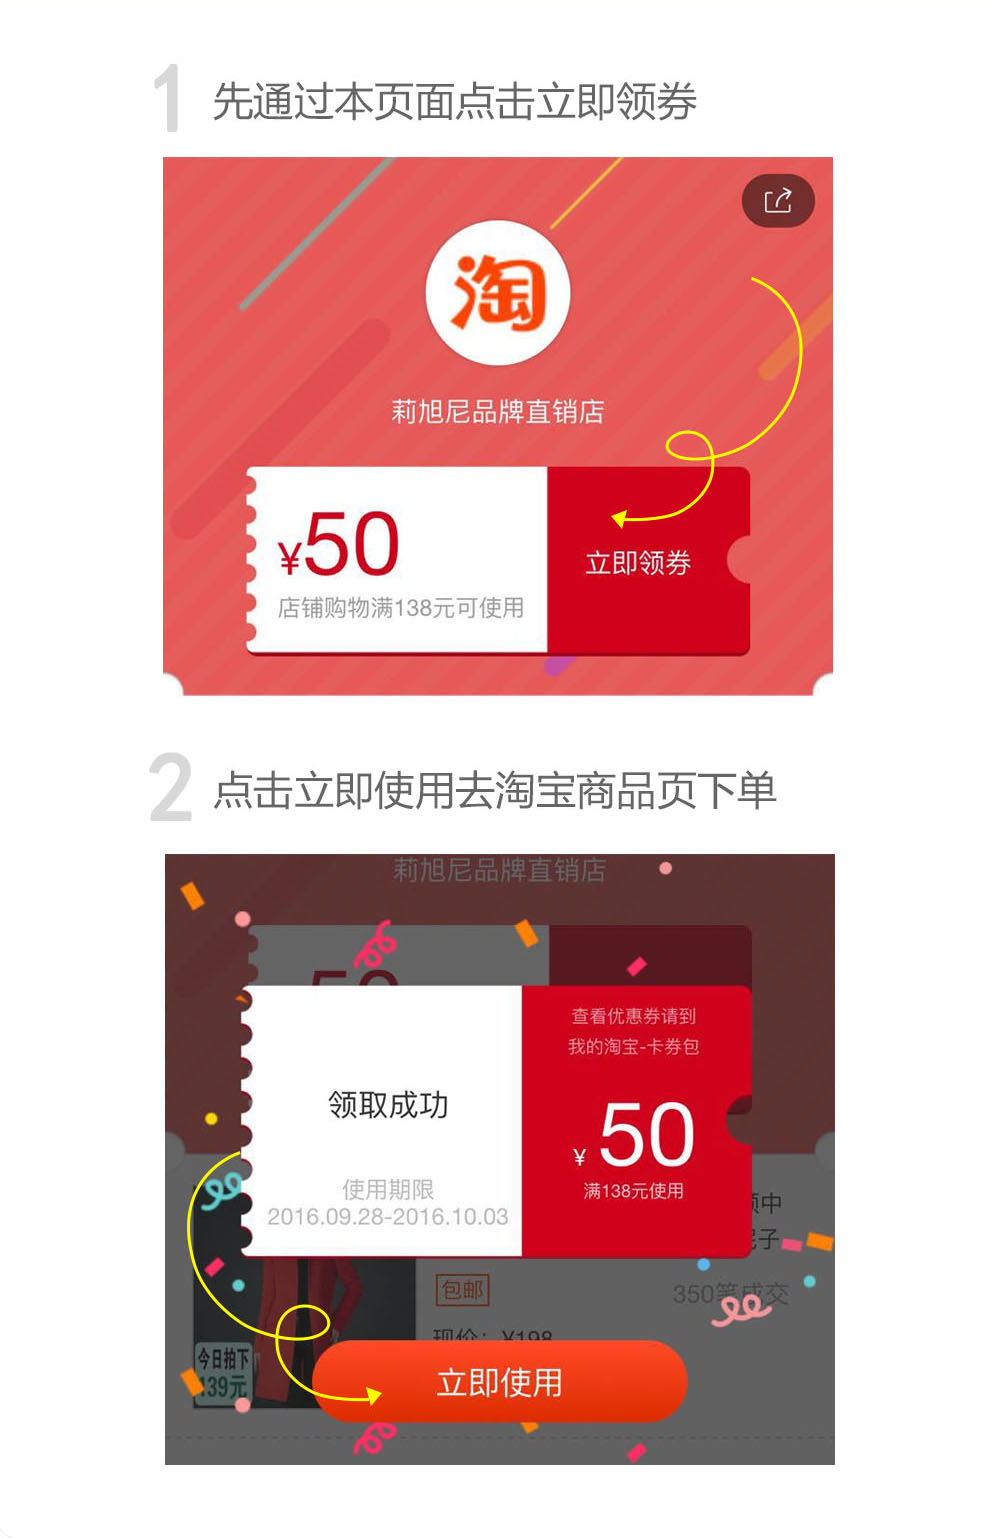 1 先通过本页面点击立即领券
淘
莉旭尼品牌直销店
¥50
店铺购物满138元可使用
立即领券
2 点击立即使用去淘宝商品页下单
莉旭尼品牌直销店
50
查看优惠券请到
我的淘宝-卡券包
领取成功
¥ 50
满138元使用
使用期限
2016.09.28-2016.10.03
中
子
包邮
350笔成交
现价：¥198
今日拍下
139元
立即使用